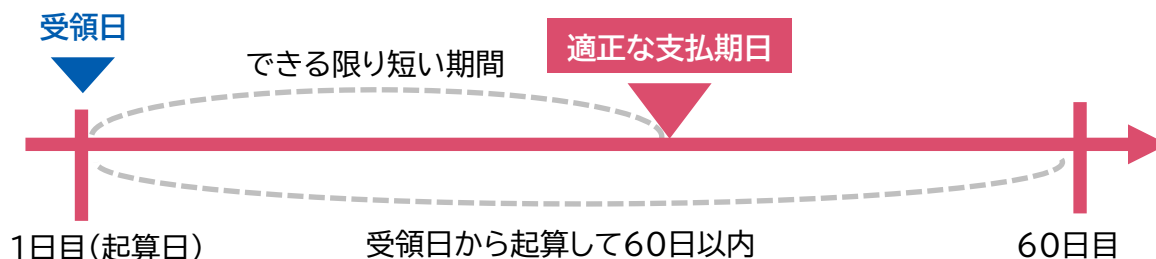 受領日
できる限り短い期間
適正な支払期日
1日目(起算日)
受領日から起算して60日以内
60日目